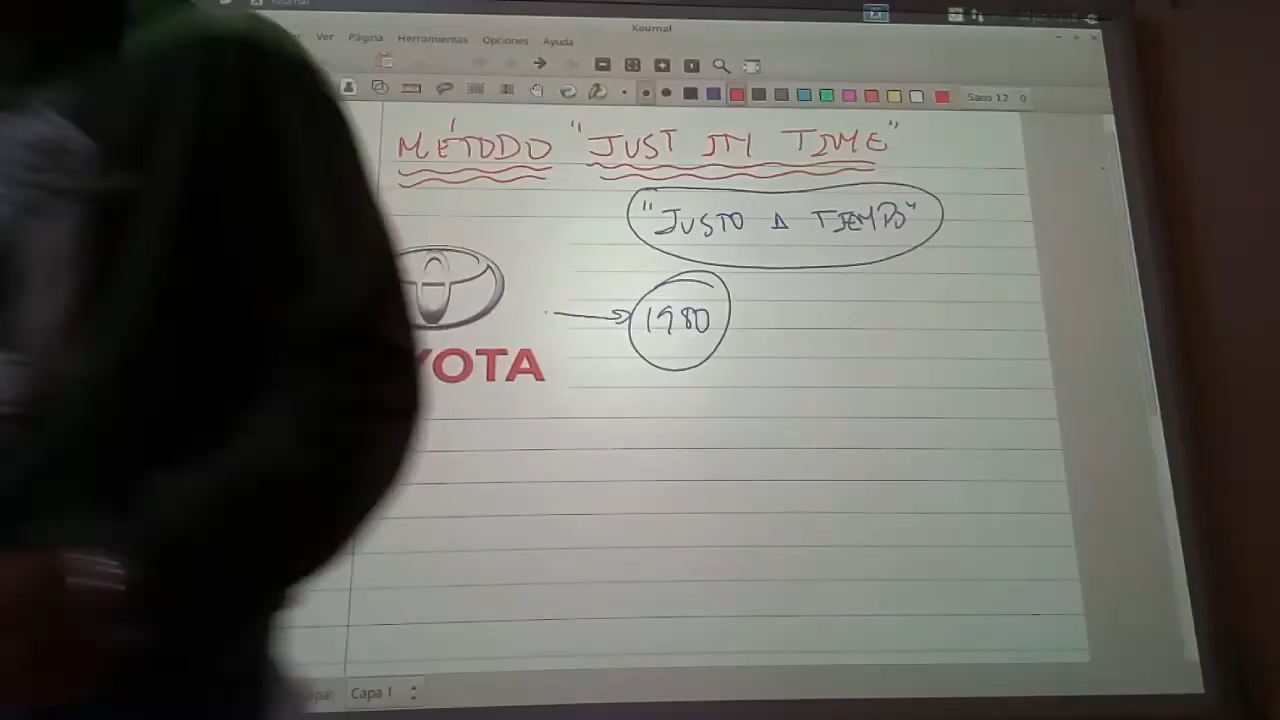 Xournal
Ver Página Herramientas Opciones Ayuda
Sans 12
MÉTODO "JUST IN TIME"
"JUSTO A TIEMPO"
1980
YOTA
Capa 1